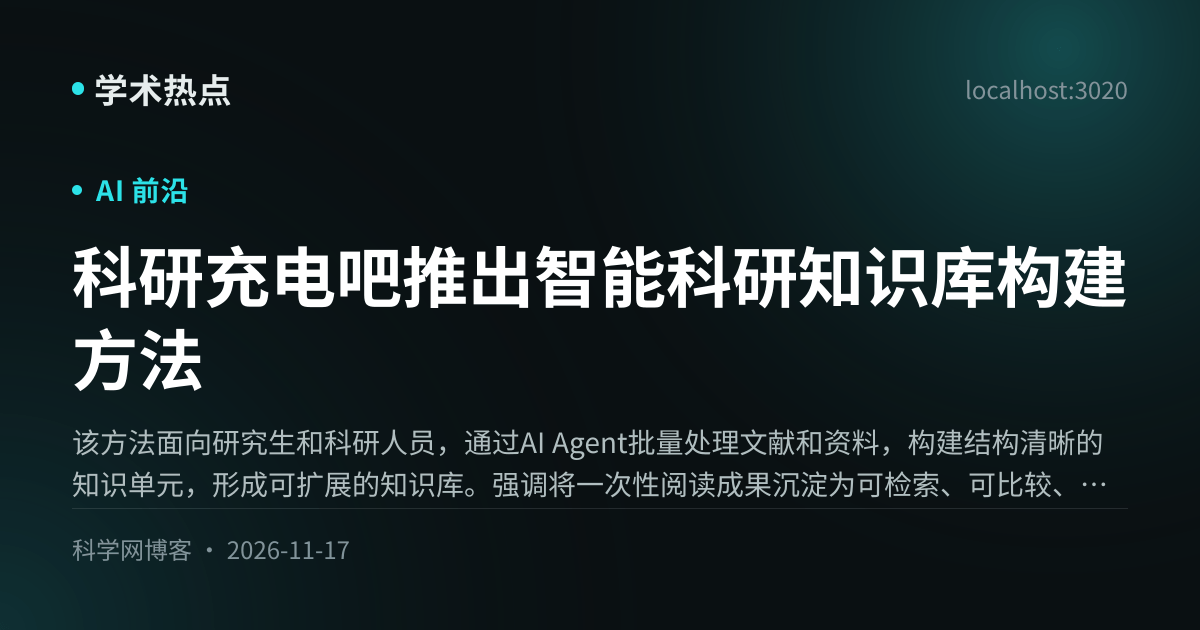 学术热点
localhost:3020
AI 前沿
科研充电吧推出智能科研知识库构建
方法
该方法面向研究生和科研人员，通过AI Agent批量处理文献和资料，构建结构清晰的
知识单元，形成可扩展的知识库。强调将一次性阅读成果沉淀为可检索、可比较、…
科学网博客 • 2026-11-17